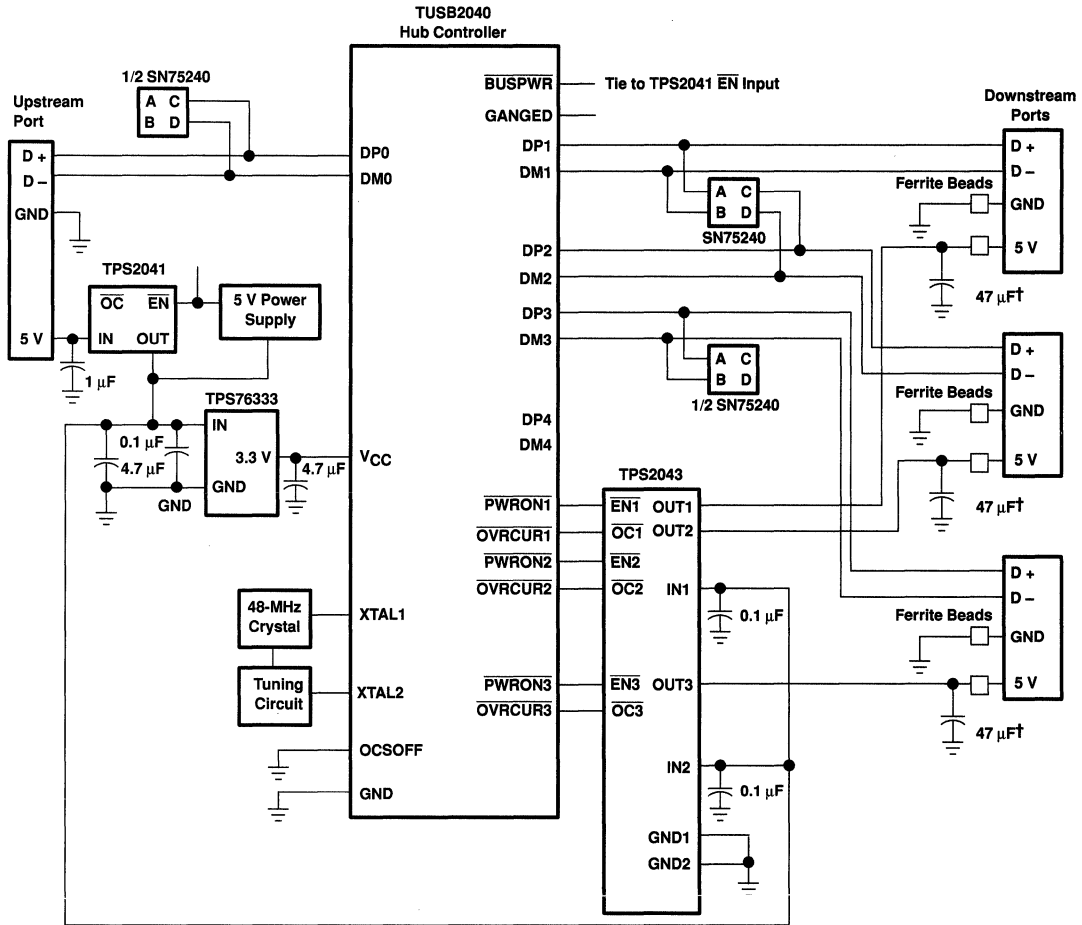 TUSB2040
Hub Controller
1/2 SN75240
A C
B D
Upstream
Port
D +
D –
GND
5 V
DP0
DM0
TPS2041
OC EN
IN OUT
5 V Power
Supply
1 μF
TPS76333
IN
3.3 V
GND
0.1 μF
4.7 μF
GND
4.7 μF
VCC
48-MHz
Crystal
Tuning
Circuit
XTAL1
XTAL2
OCSOFF
GND
BUSPWR
Tie to TPS2041 EN Input
GANGED
DP1
DM1
DP2
DM2
DP3
DM3
DP4
DM4
PWRON1
OVRCUR1
PWRON2
OVRCUR2
PWRON3
OVRCUR3
A C
B D
SN75240
A C
B D
1/2 SN75240
TPS2043
EN1 OUT1
OC1 OUT2
EN2
OC2 IN1
EN3 OUT3
OC3
IN2
GND1
GND2
0.1 μF
0.1 μF
Downstream
Ports
D +
D –
Ferrite Beads
GND
5 V
47 μF†
D +
D –
Ferrite Beads
GND
5 V
47 μF†
D +
D –
Ferrite Beads
GND
5 V
47 μF†